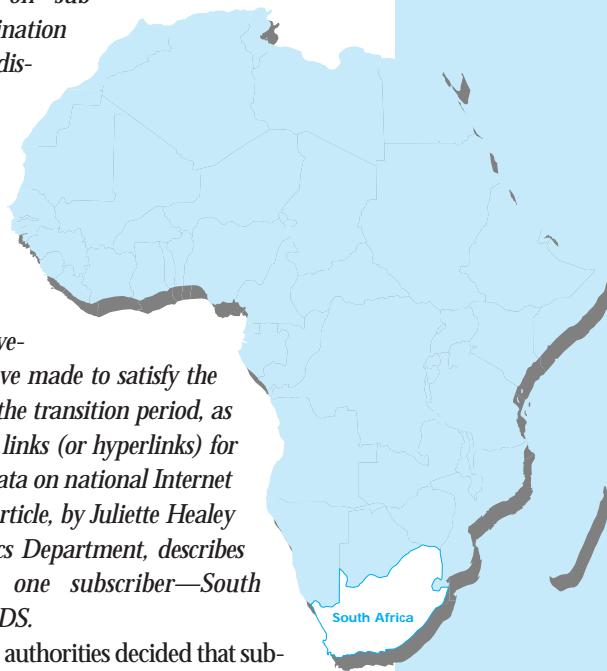 on sub-
ination
dis-
ve-
ve made to satisfy the
the transition period, as
links (or hyperlinks) for
ata on national Internet
rticle, by Juliette Healey
cs Department, describes
one subscriber—South
DS.
authorities decided that sub-
South Africa